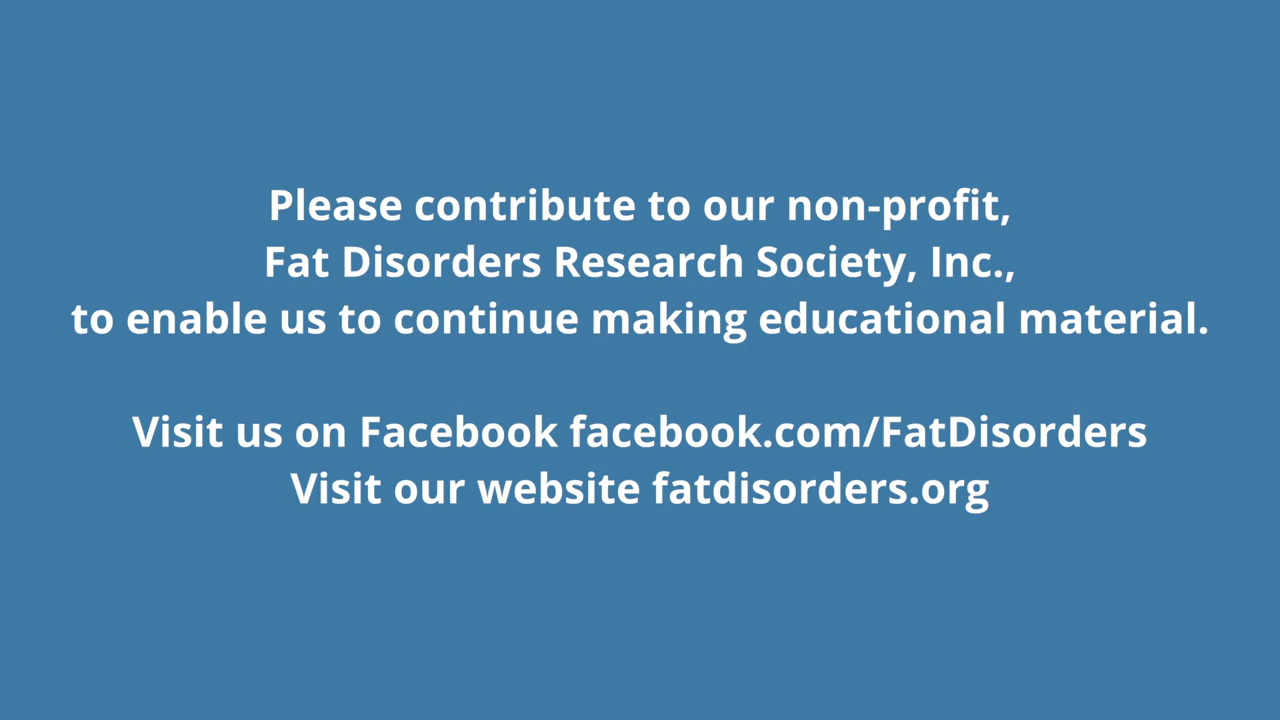 Please contribute to our non-profit,
Fat Disorders Research Society, Inc.,
to enable us to continue making educational material.
Visit us on Facebook facebook.com/FatDisorders
Visit our website fatdisorders.org